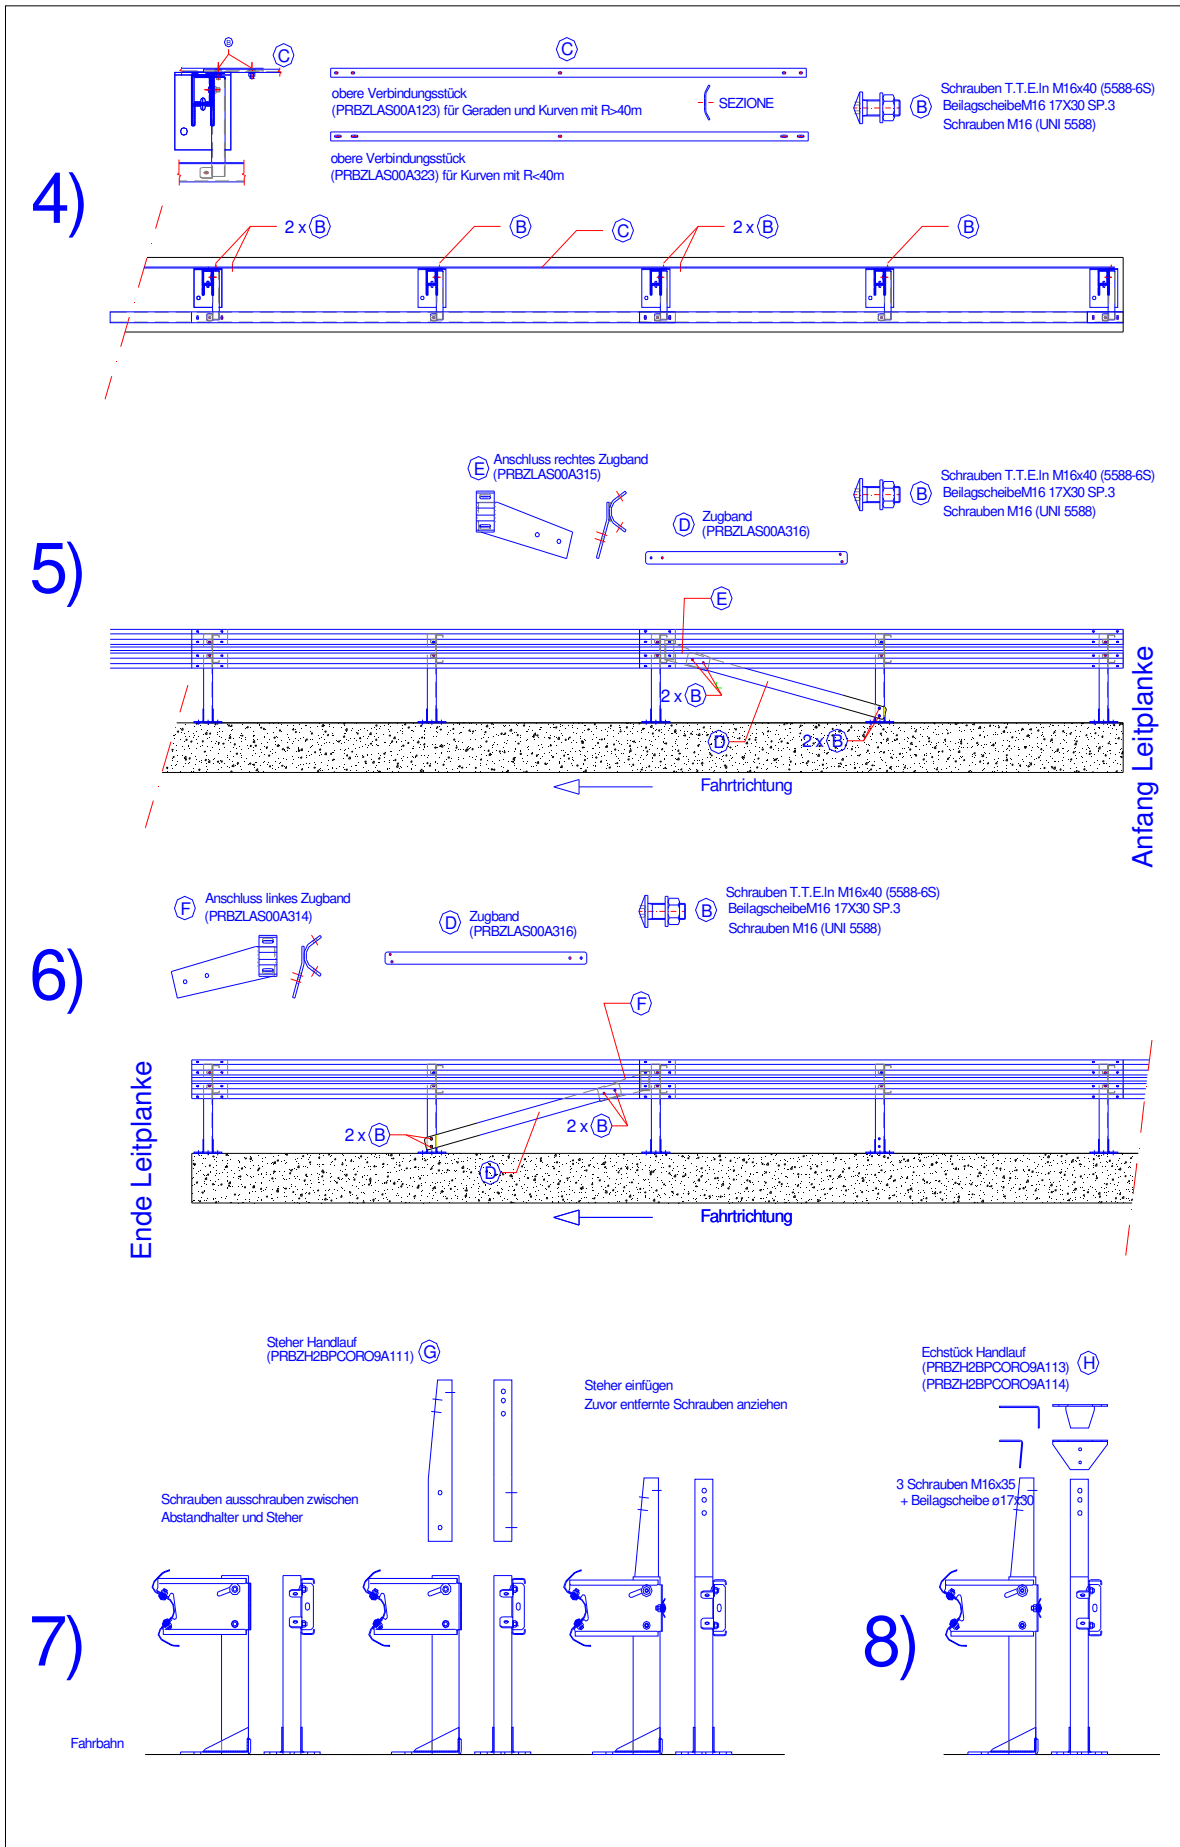 4)
B
C
C
obere Verbindungsstück
(PRBZLAS00A123) für Geraden und Kurven mit R>40m
SEZIONE
obere Verbindungsstück
(PRBZLAS00A323) für Kurven mit R<40m
B
Schrauben T.T.E.ln M16x40 (5588-6S)
BeilagscheibeM16 17X30 SP.3
Schrauben M16 (UNI 5588)
2 x B
B
C
2 x B
B
5)
E
Anschluss rechtes Zugband
(PRBZLAS00A315)
D
Zugband
(PRBZLAS00A316)
B
Schrauben T.T.E.ln M16x40 (5588-6S)
BeilagscheibeM16 17X30 SP.3
Schrauben M16 (UNI 5588)
E
2 x B
D
2 x B
Fahrtrichtung
Anfang Leitplanke
6)
F
Anschluss linkes Zugband
(PRBZLAS00A314)
D
Zugband
(PRBZLAS00A316)
B
Schrauben T.T.E.ln M16x40 (5588-6S)
BeilagscheibeM16 17X30 SP.3
Schrauben M16 (UNI 5588)
F
2 x B
2 x B
D
Fahrtrichtung
Ende Leitplanke
7)
Steher Handlauf
(PRBZH2BPCORO9A111)
G
Steher einfügen
Zuvor entfernte Schrauben anziehen
Schrauben ausschrauben zwischen
Abstandhalter und Steher
Fahrbahn
8)
Echstück Handlauf
(PRBZH2BPCORO9A113)
(PRBZH2BPCORO9A114)
H
3 Schrauben M16x35
+ Beilagscheibe ø17x30